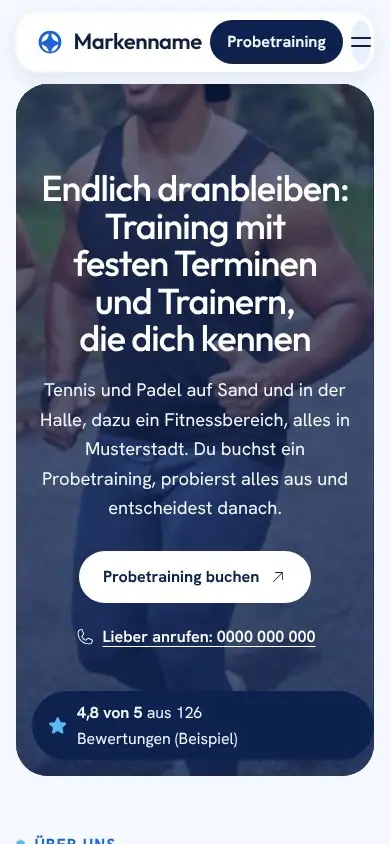 Markenname
Probetraining
Endlich dranbleiben:
Training mit
festen Terminen
und Trainern,
die dich kennen
Tennis und Padel auf Sand und in der
Halle, dazu ein Fitnessbereich, alles in
Musterstadt. Du buchst ein
Probetraining, probierst alles aus und
entscheidest danach.
Probetraining buchen
Lieber anrufen: 0000 000 000
4,8 von 5 aus 126
Bewertungen (Beispiel)
ÜBER UNS